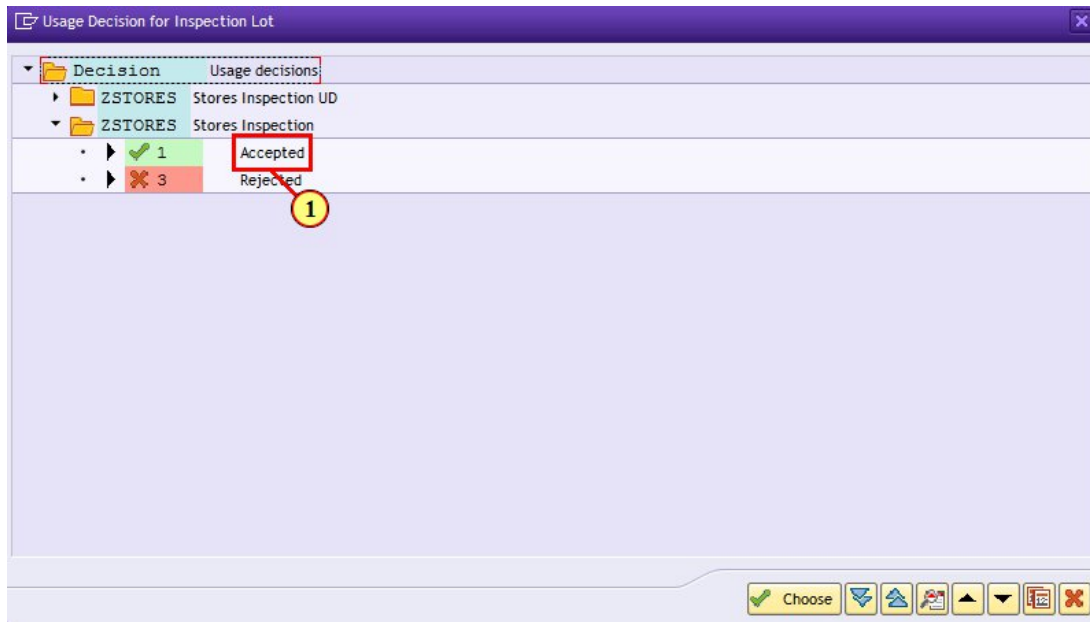 Usage Decision for Inspection Lot
Decision Usage decisions
ZSTORES Stores Inspection UD
ZSTORES Stores Inspection
1 Accepted
3 Rejected
1
Choose